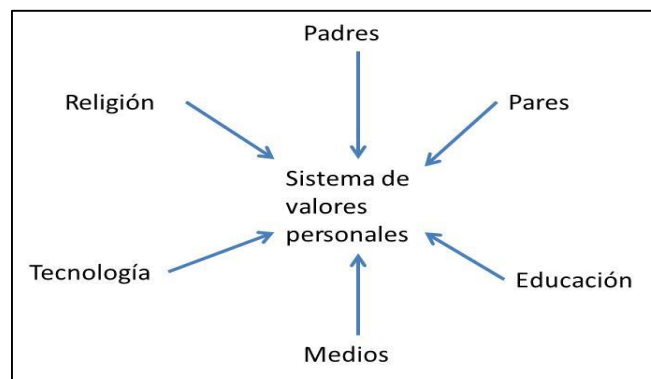 Padres
Religión
Pares
Sistema de
valores
personales
Tecnología
Educación
Medios